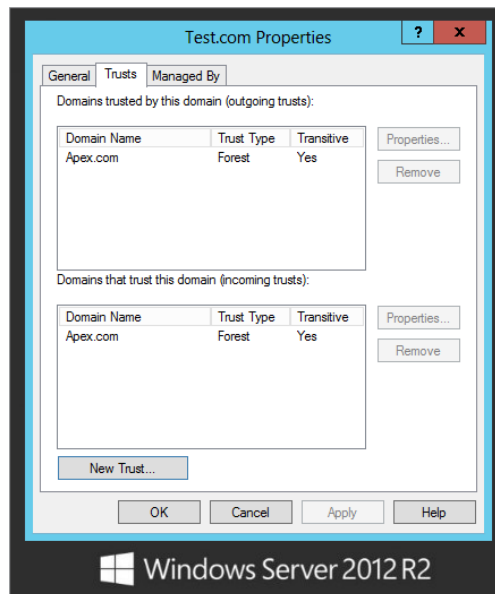 Test.com Properties
? x
General Trusts Managed By
Domains trusted by this domain (outgoing trusts):
Domain Name Trust Type Transitive
Apex.com Forest Yes
Properties...
Remove
Domains that trust this domain (incoming trusts):
Domain Name Trust Type Transitive
Apex.com Forest Yes
Properties...
Remove
New Trust...
OK Cancel Apply Help
Windows Server 2012 R2